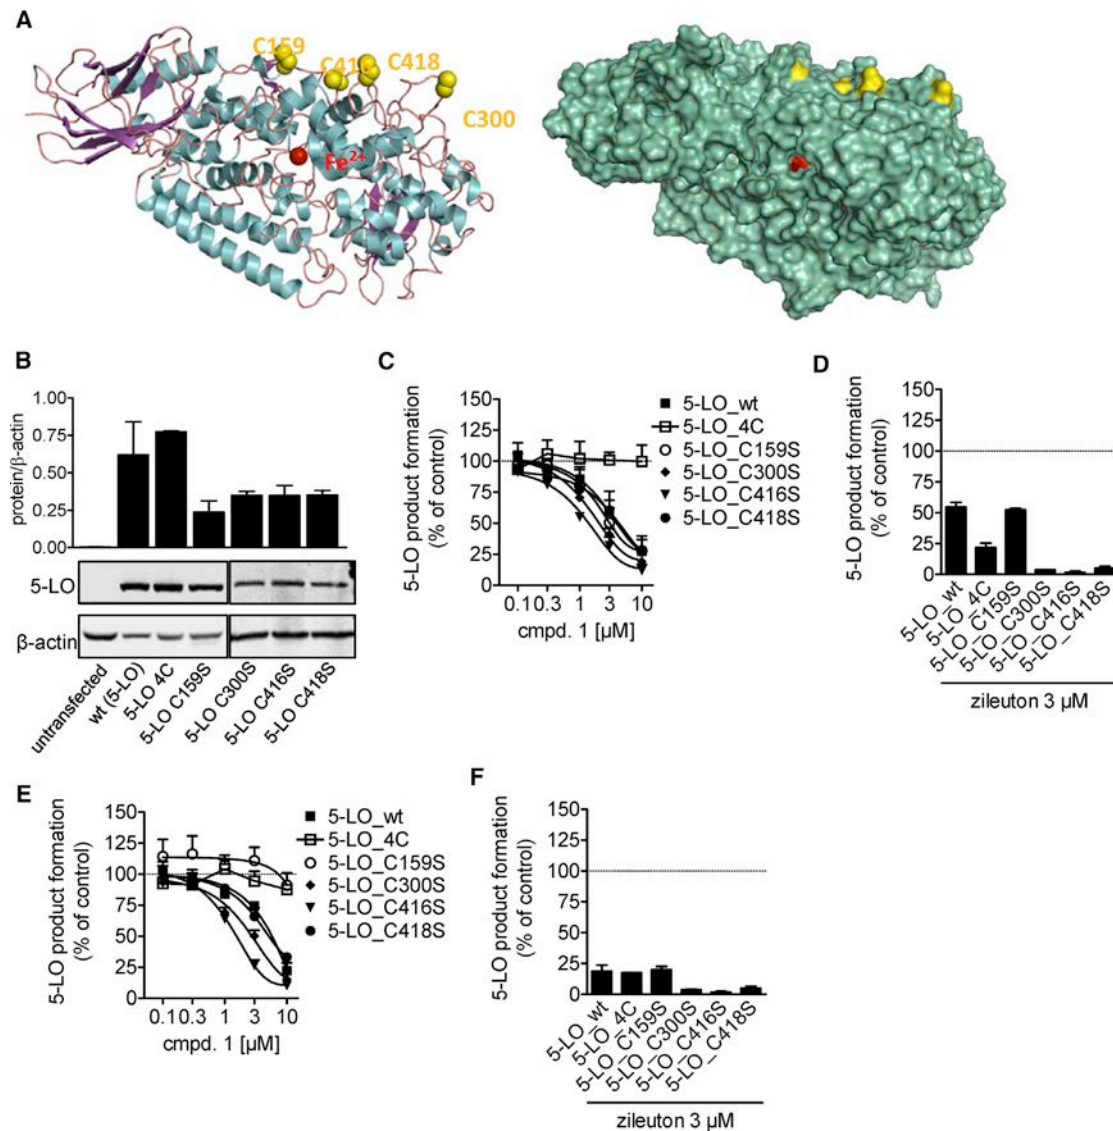 A
C159
C416
C418
C300
Fe2+
B
protein/β-actin
1.00
0.75
0.50
0.25
0.00
5-LO
β-actin
untransfected
wt (5-LO)
5-LO 4C
5-LO C159S
5-LO C300S
5-LO C416S
5-LO C418S
C
5-LO product formation
(% of control)
150
125
100
75
50
25
0
0.1
0.3
1
3
10
cmpd. 1 [µM]
5-LO_wt
5-LO_4C
5-LO_C159S
5-LO_C300S
5-LO_C416S
5-LO_C418S
D
5-LO product formation
(% of control)
150
100
50
25
0
5-LO_wt
5-LO_4C
5-LO_C159S
5-LO_C300S
5-LO_C416S
5-LO_C418S
zileuton 3 µM
E
5-LO product formation
(% of control)
150
125
100
75
50
25
0
0.1
0.3
1
3
10
cmpd. 1 [µM]
5-LO_wt
5-LO_4C
5-LO_C159S
5-LO_C300S
5-LO_C416S
5-LO_C418S
F
5-LO product formation
(% of control)
150
100
50
25
0
5-LO_wt
5-LO_4C
5-LO_C159S
5-LO_C300S
5-LO_C416S
5-LO_C418S
zileuton 3 µM